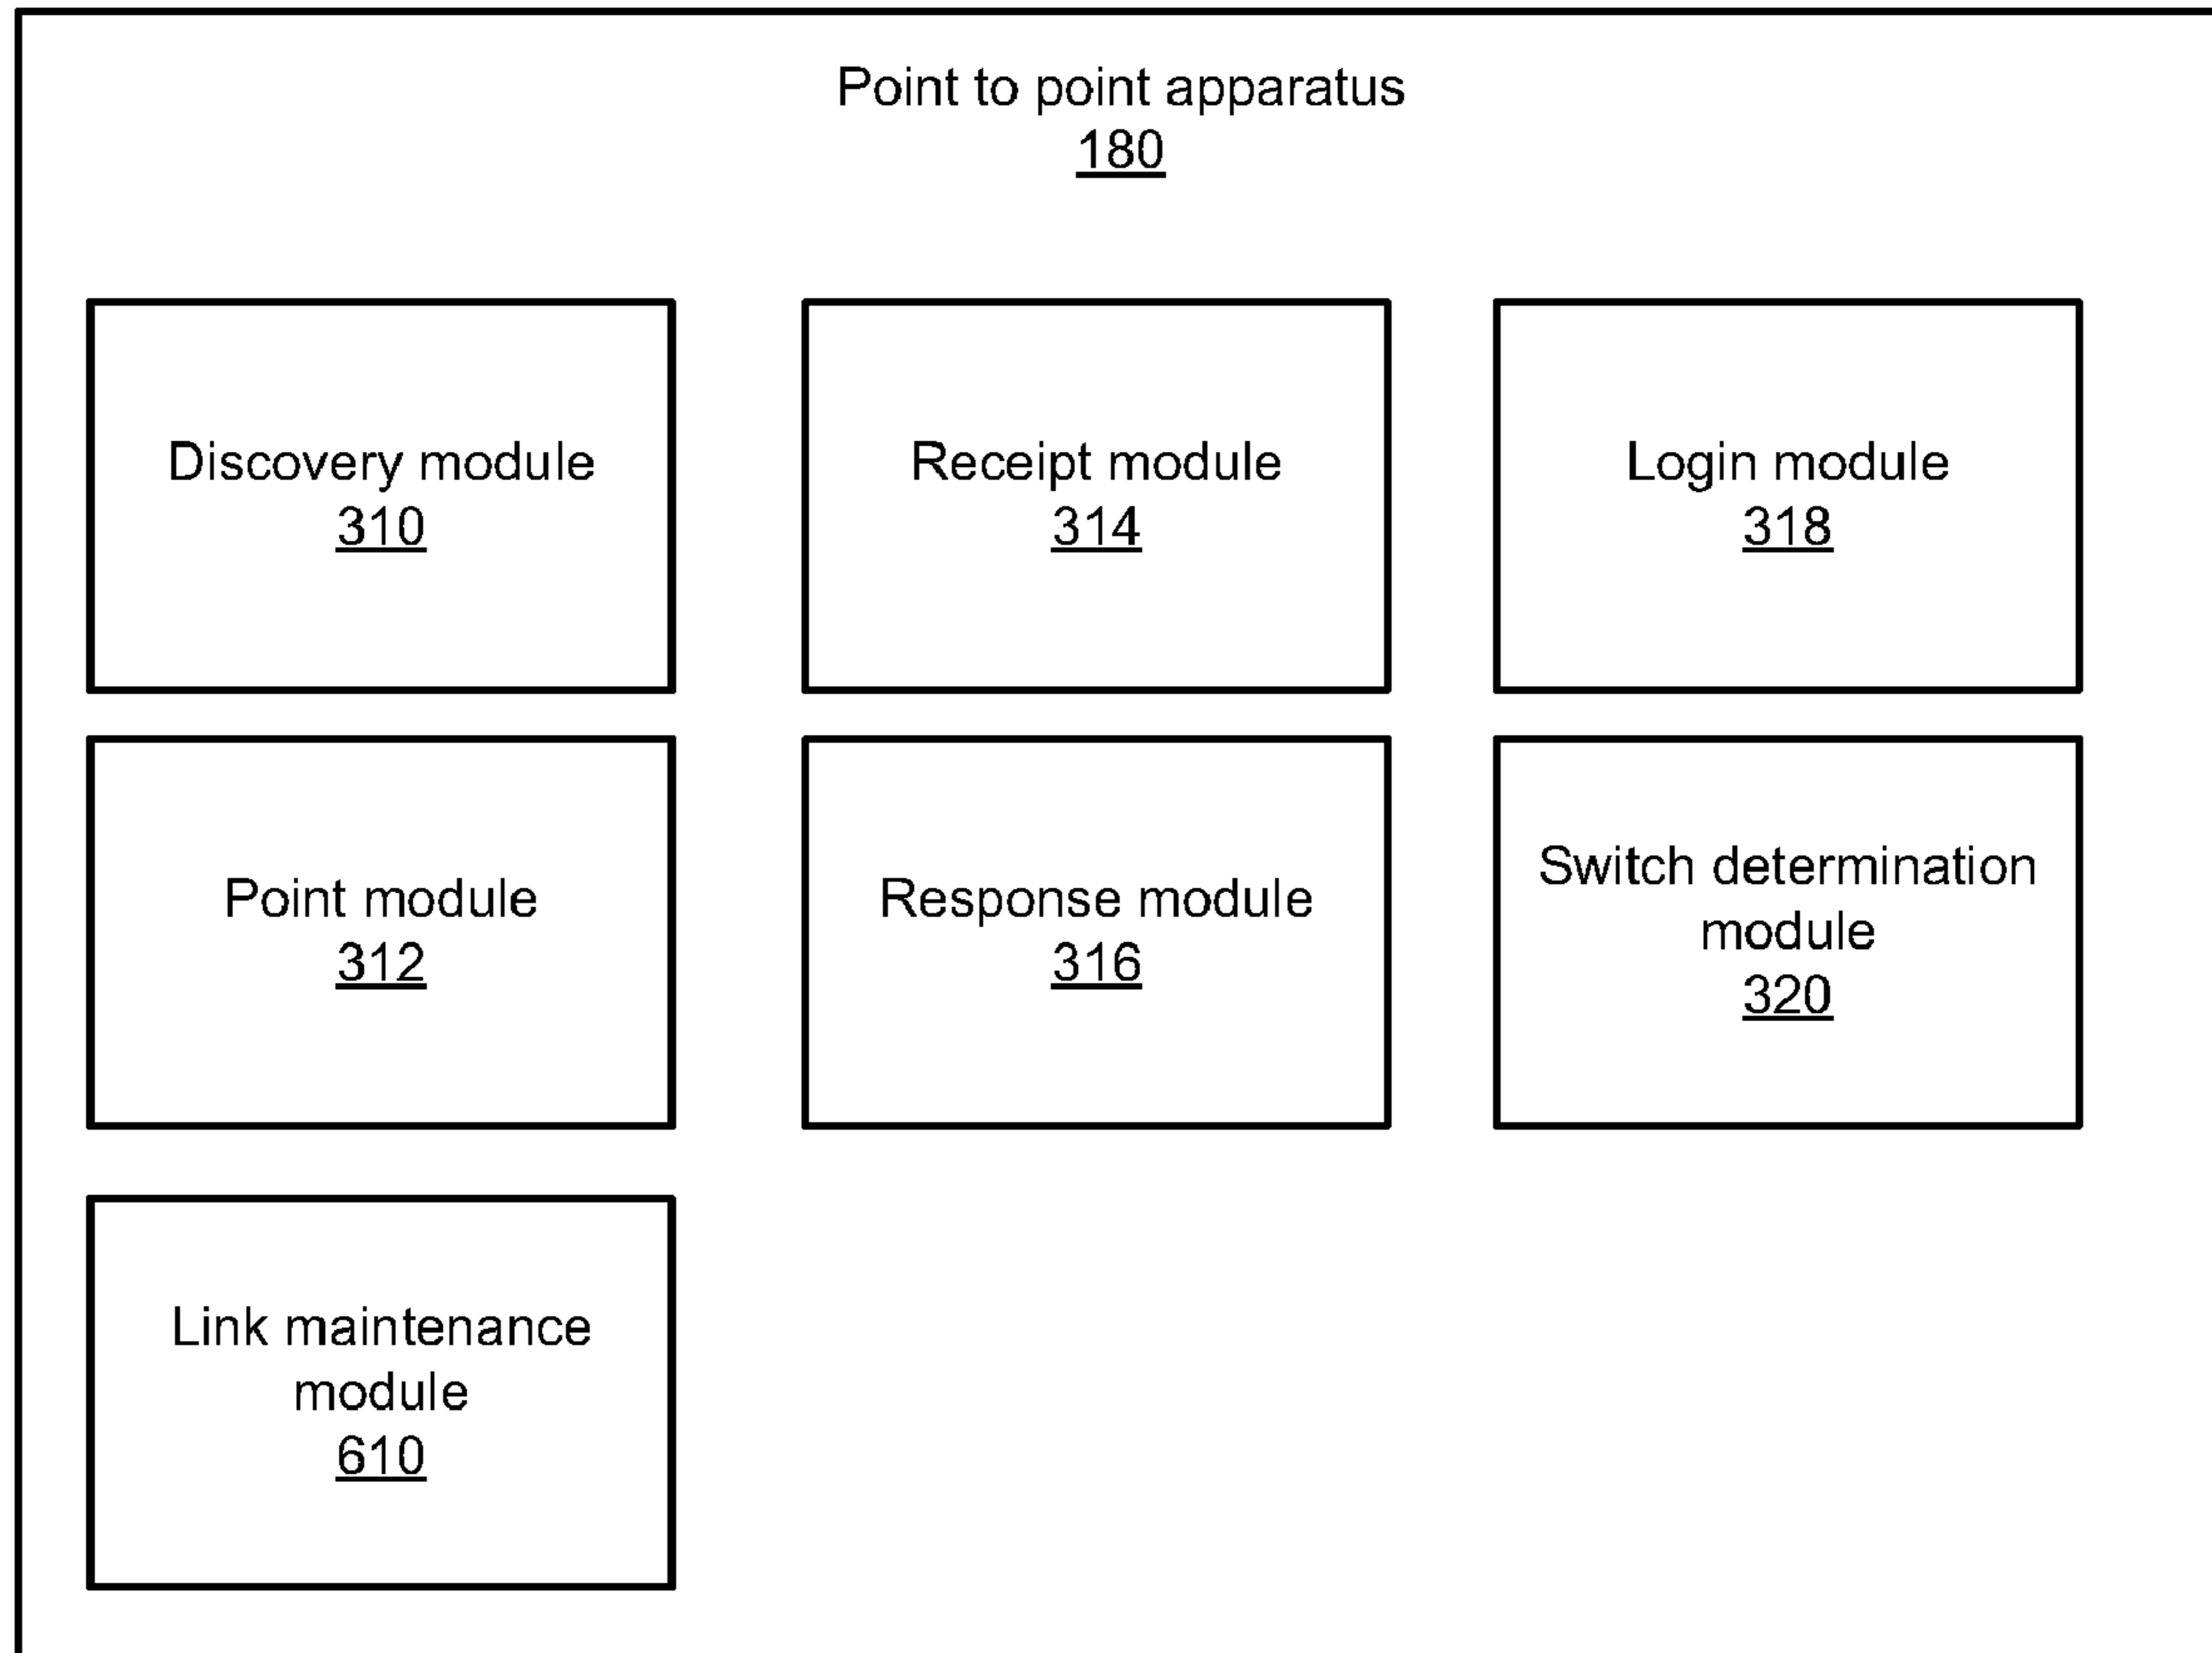 Point to point apparatus
180
Discovery module
310
Receipt module
314
Login module
318
Point module
312
Response module
316
Switch determination
module
320
Link maintenance
module
610